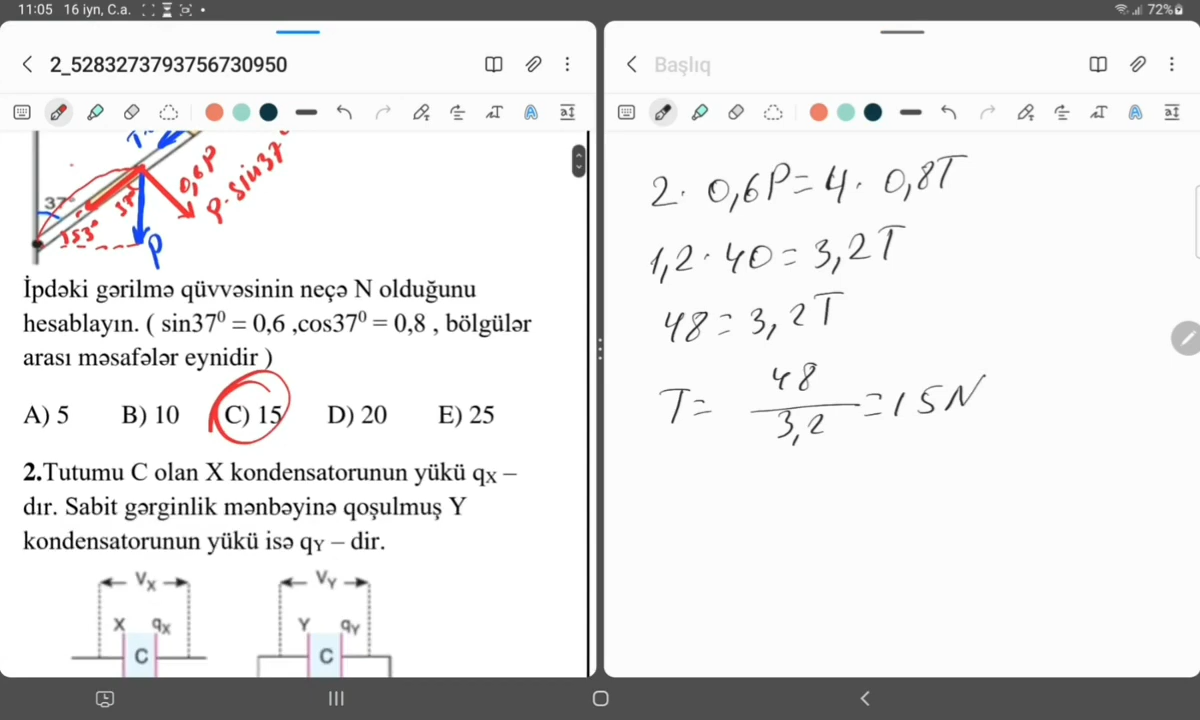 11:05 16 iyn, C.a. 72%
2_5283273793756730950
Başlıq
T
37°
37°
0,6P
P·sin37°
153°
P
İpdəki gərilmə qüvvəsinin neçə N olduğunu
hesablayın. ( sin37⁰ = 0,6 ,cos37⁰ = 0,8 , bölgülər
arası məsafələr eynidir )
A) 5 B) 10 C) 15 D) 20 E) 25
2.Tutumu C olan X kondensatorunun yükü qX –
dır. Sabit gərginlik mənbəyinə qoşulmuş Y
kondensatorunun yükü isə qY – dir.
VX VY
X qX Y qY
C C
2· 0,6P=4· 0,8T
1,2·40=3,2T
48=3,2T
T= 48/3,2 =15N